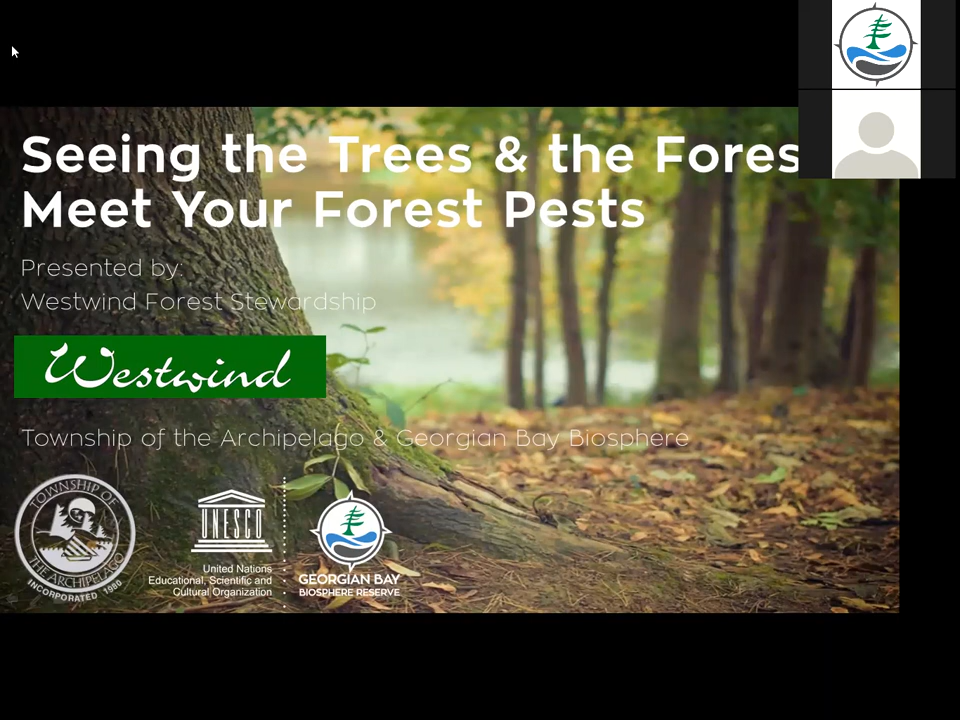 Seeing the Trees & the Fores
Meet Your Forest Pests
Presented by:
Westwind Forest Stewardship
Westwind
Township of the Archipelago & Georgian Bay Biosphere
TOWNSHIP OF
THE ARCHIPELAGO
INCORPORATED 1980
UNESCO
United Nations
Educational, Scientific and
Cultural Organization
GEORGIAN BAY
BIOSPHERE RESERVE